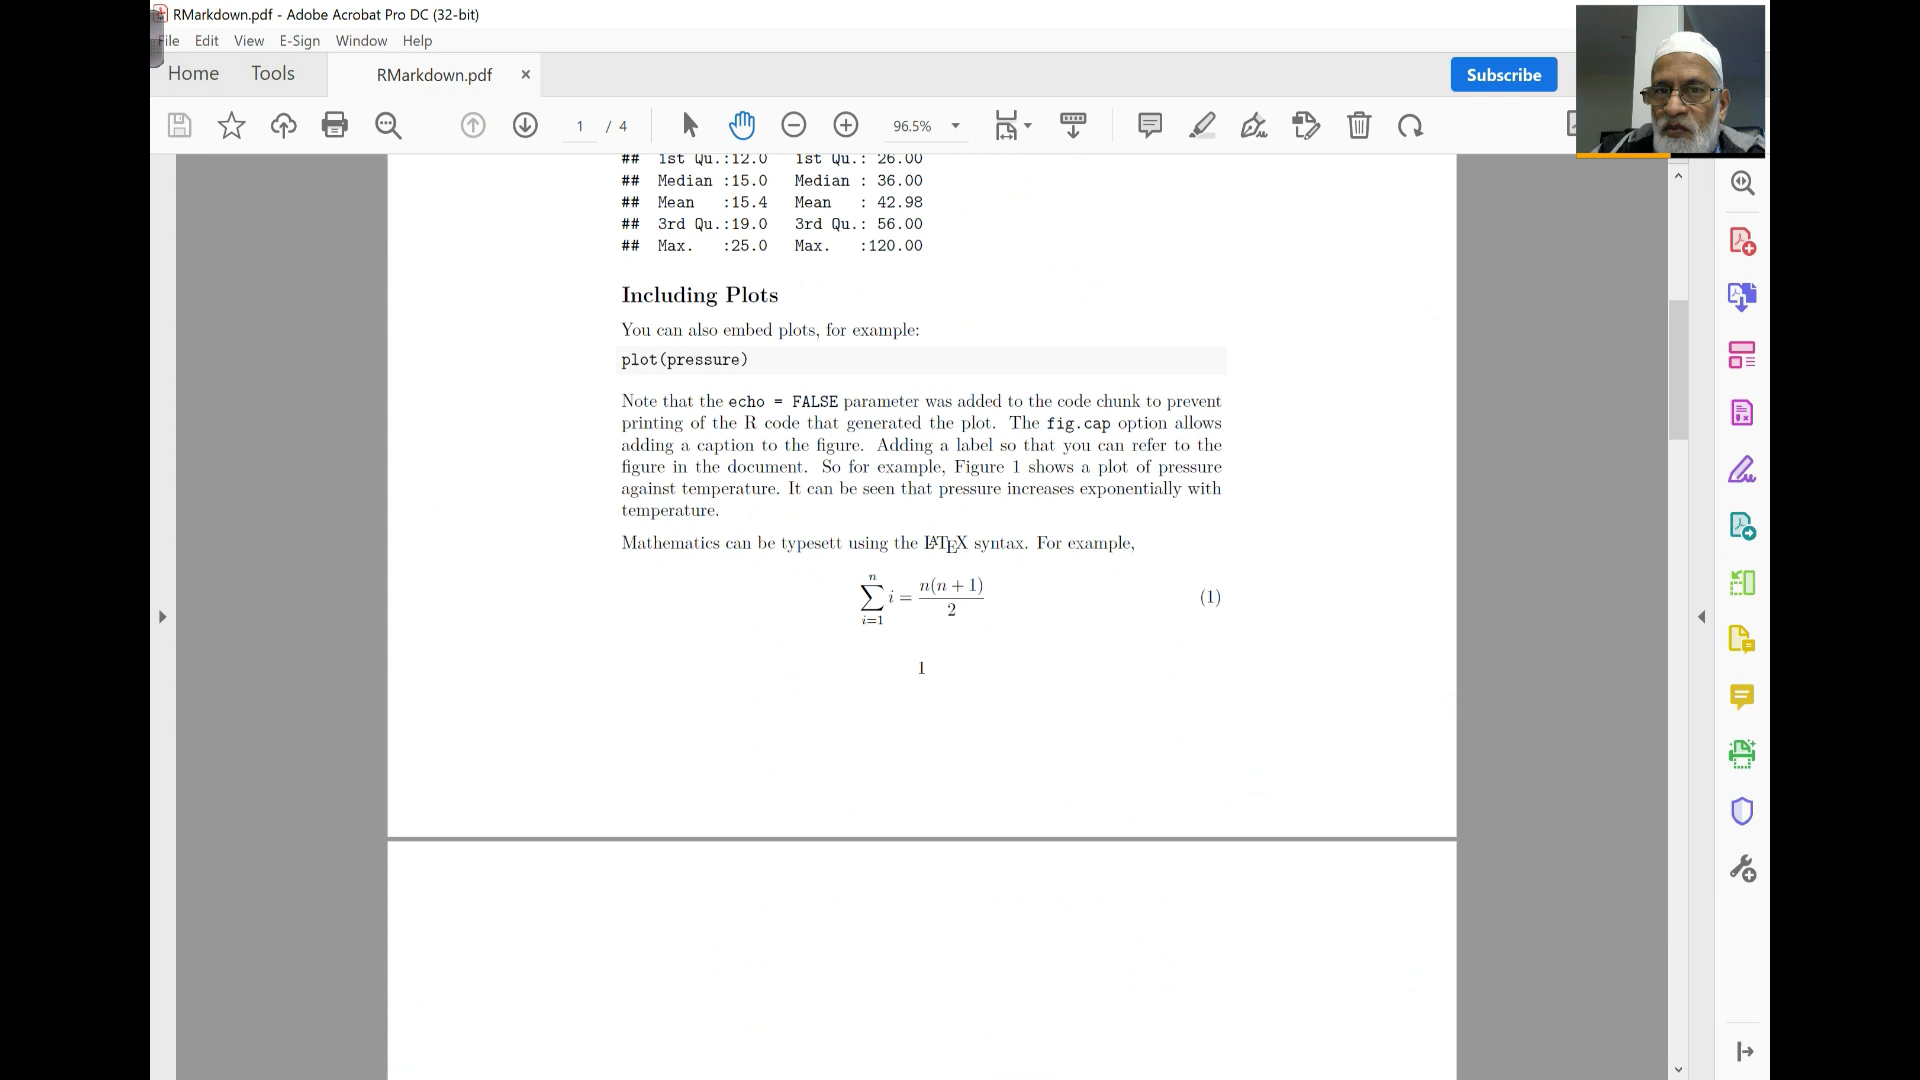 RMarkdown.pdf - Adobe Acrobat Pro DC (32-bit)
File Edit View E-Sign Window Help
Home Tools RMarkdown.pdf × Subscribe
1 / 4 96.5%
## 1st Qu.:12.0 1st Qu.: 26.00
## Median :15.0 Median : 36.00
## Mean :15.4 Mean : 42.98
## 3rd Qu.:19.0 3rd Qu.: 56.00
## Max. :25.0 Max. :120.00
Including Plots
You can also embed plots, for example:
plot(pressure)
Note that the echo = FALSE parameter was added to the code chunk to prevent
printing of the R code that generated the plot. The fig.cap option allows
adding a caption to the figure. Adding a label so that you can refer to the
figure in the document. So for example, Figure 1 shows a plot of pressure
against temperature. It can be seen that pressure increases exponentially with
temperature.
Mathematics can be typesett using the LATEX syntax. For example,
∑_{i=1}^{n} i = n(n + 1)/2 (1)
1